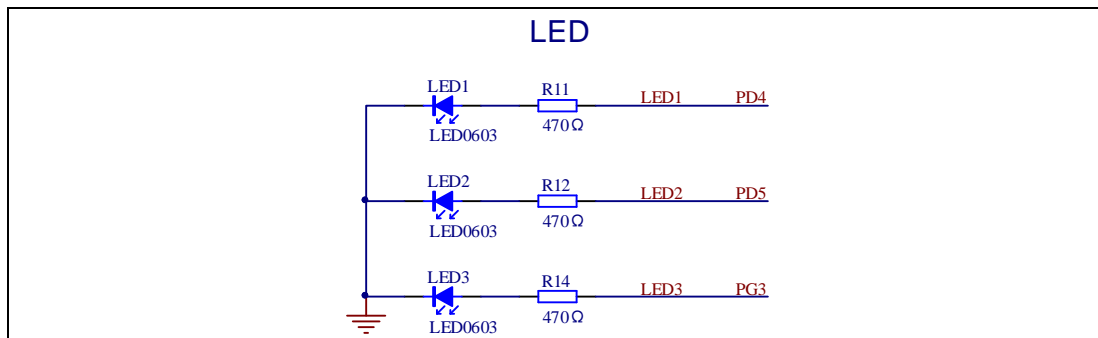 LED
LED1
R11
LED1
PD4
LED0603
470Ω
LED2
R12
LED2
PD5
LED0603
470Ω
LED3
R14
LED3
PG3
LED0603
470Ω